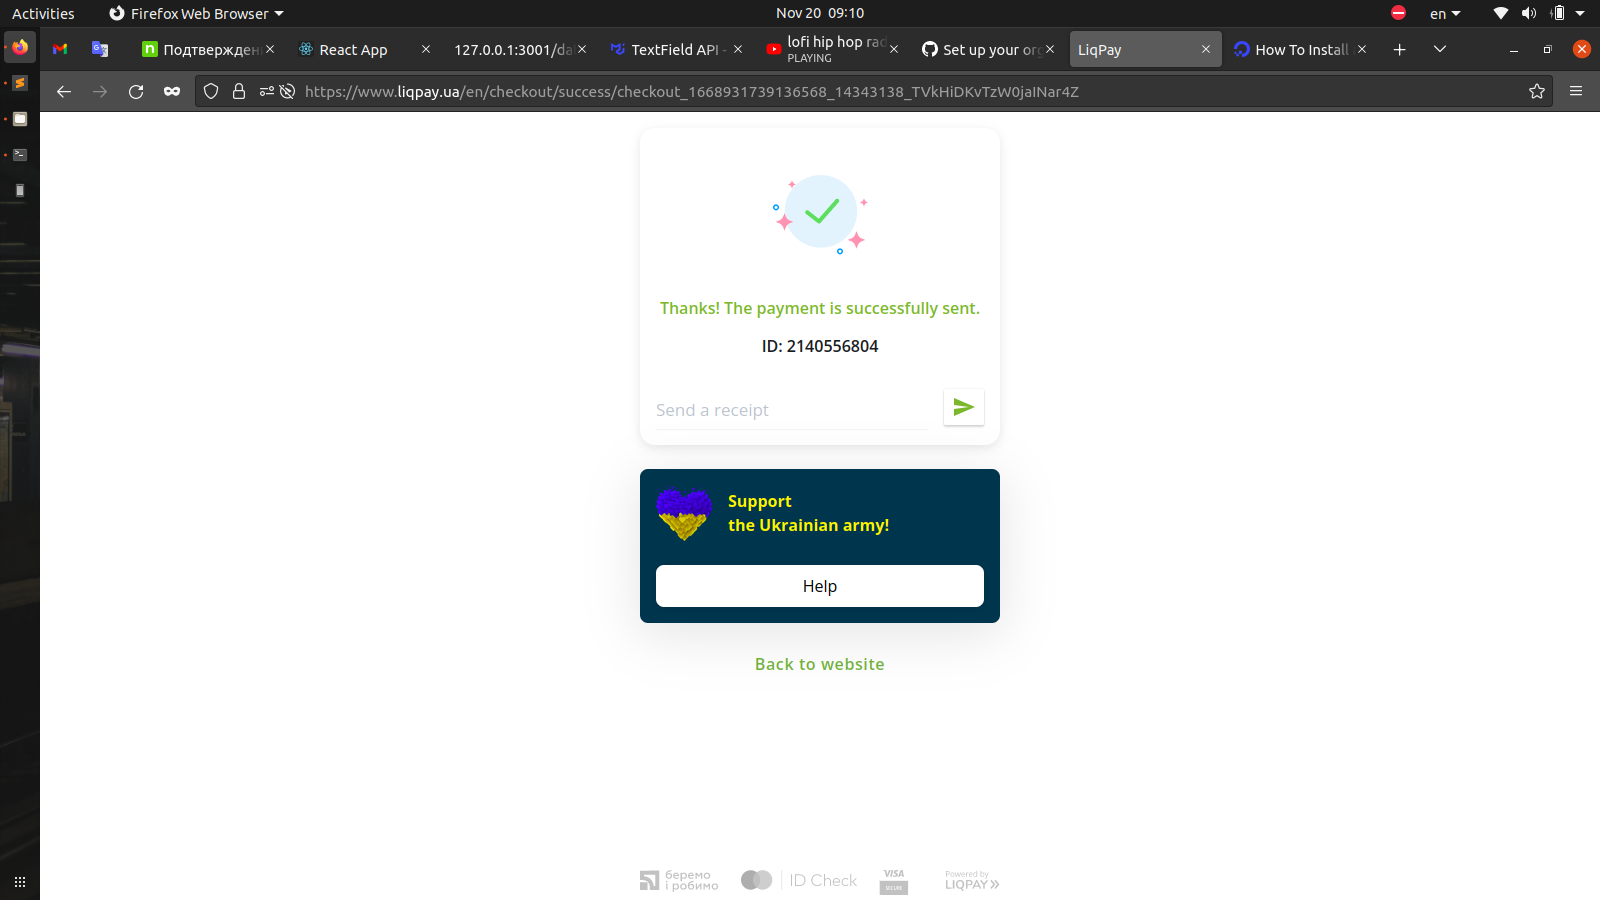 Activities
Firefox Web Browser
Nov 20 09:10
en
Подтвержден
React App
127.0.0.1:3001/da
TextField API -
lofi hip hop rad
PLAYING
Set up your org
LiqPay
How To Install
https://www.liqpay.ua/en/checkout/success/checkout_1668931739136568_14343138_TVkHiDKvTzW0jaINar4Z
Thanks! The payment is successfully sent.
ID: 2140556804
Send a receipt
Support
the Ukrainian army!
Help
Back to website
беремо
і робимо
ID Check
VISA
SECURE
Powered by
LIQPAY